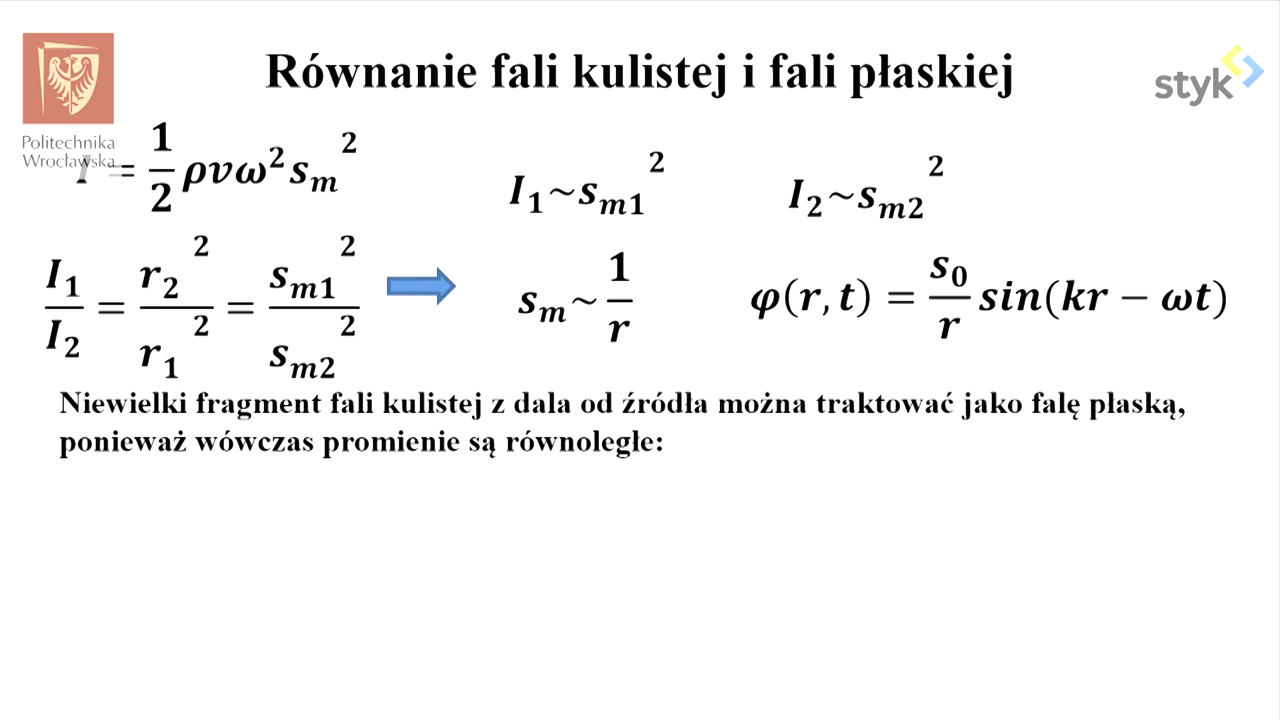 Równanie fali kulistej i fali płaskiej
Politechnika
Wrocławska
styk
I = 1/2 ρvω² s_m²
I₁~s_m1²
I₂~s_m2²
I₁/I₂ = r₂²/r₁² = s_m1²/s_m2²
s_m~1/r
φ(r, t) = s₀/r sin(kr − ωt)
Niewielki fragment fali kulistej z dala od źródła można traktować jako falę płaską,
ponieważ wówczas promienie są równoległe: